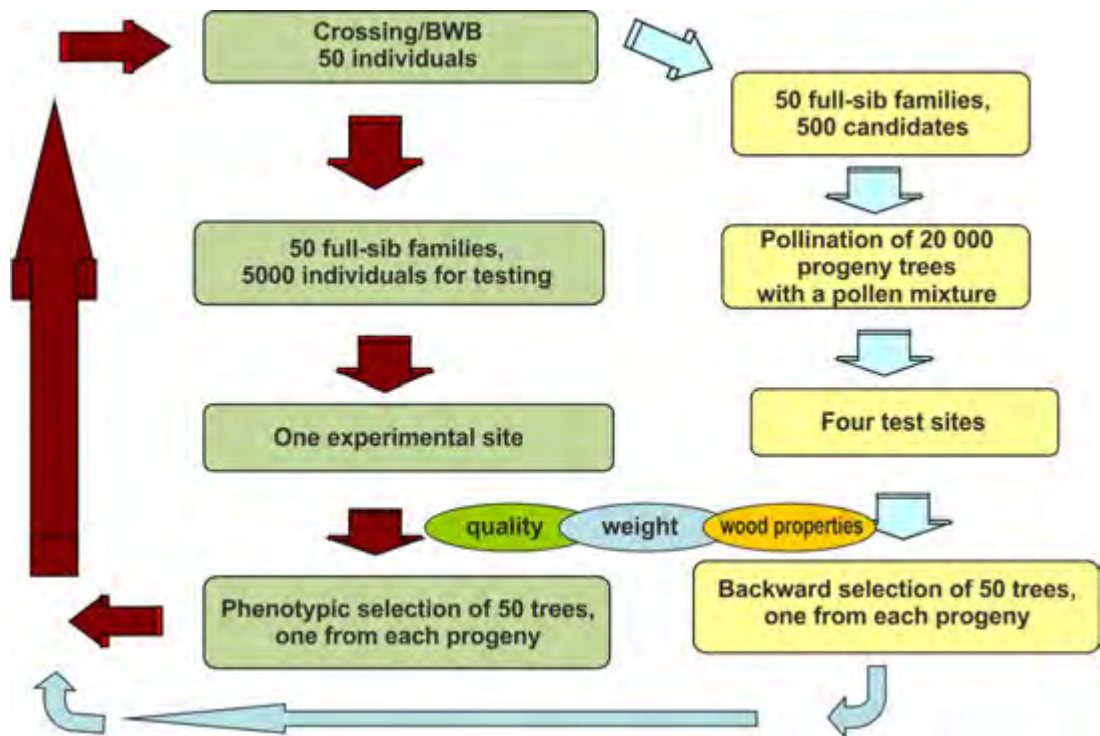 Crossing/BWB
50 individuals
50 full-sib families,
500 candidates
50 full-sib families,
5000 individuals for testing
Pollination of 20 000
progeny trees
with a pollen mixture
One experimental site
Four test sites
quality
weight
wood properties
Phenotypic selection of 50 trees,
one from each progeny
Backward selection of 50 trees,
one from each progeny